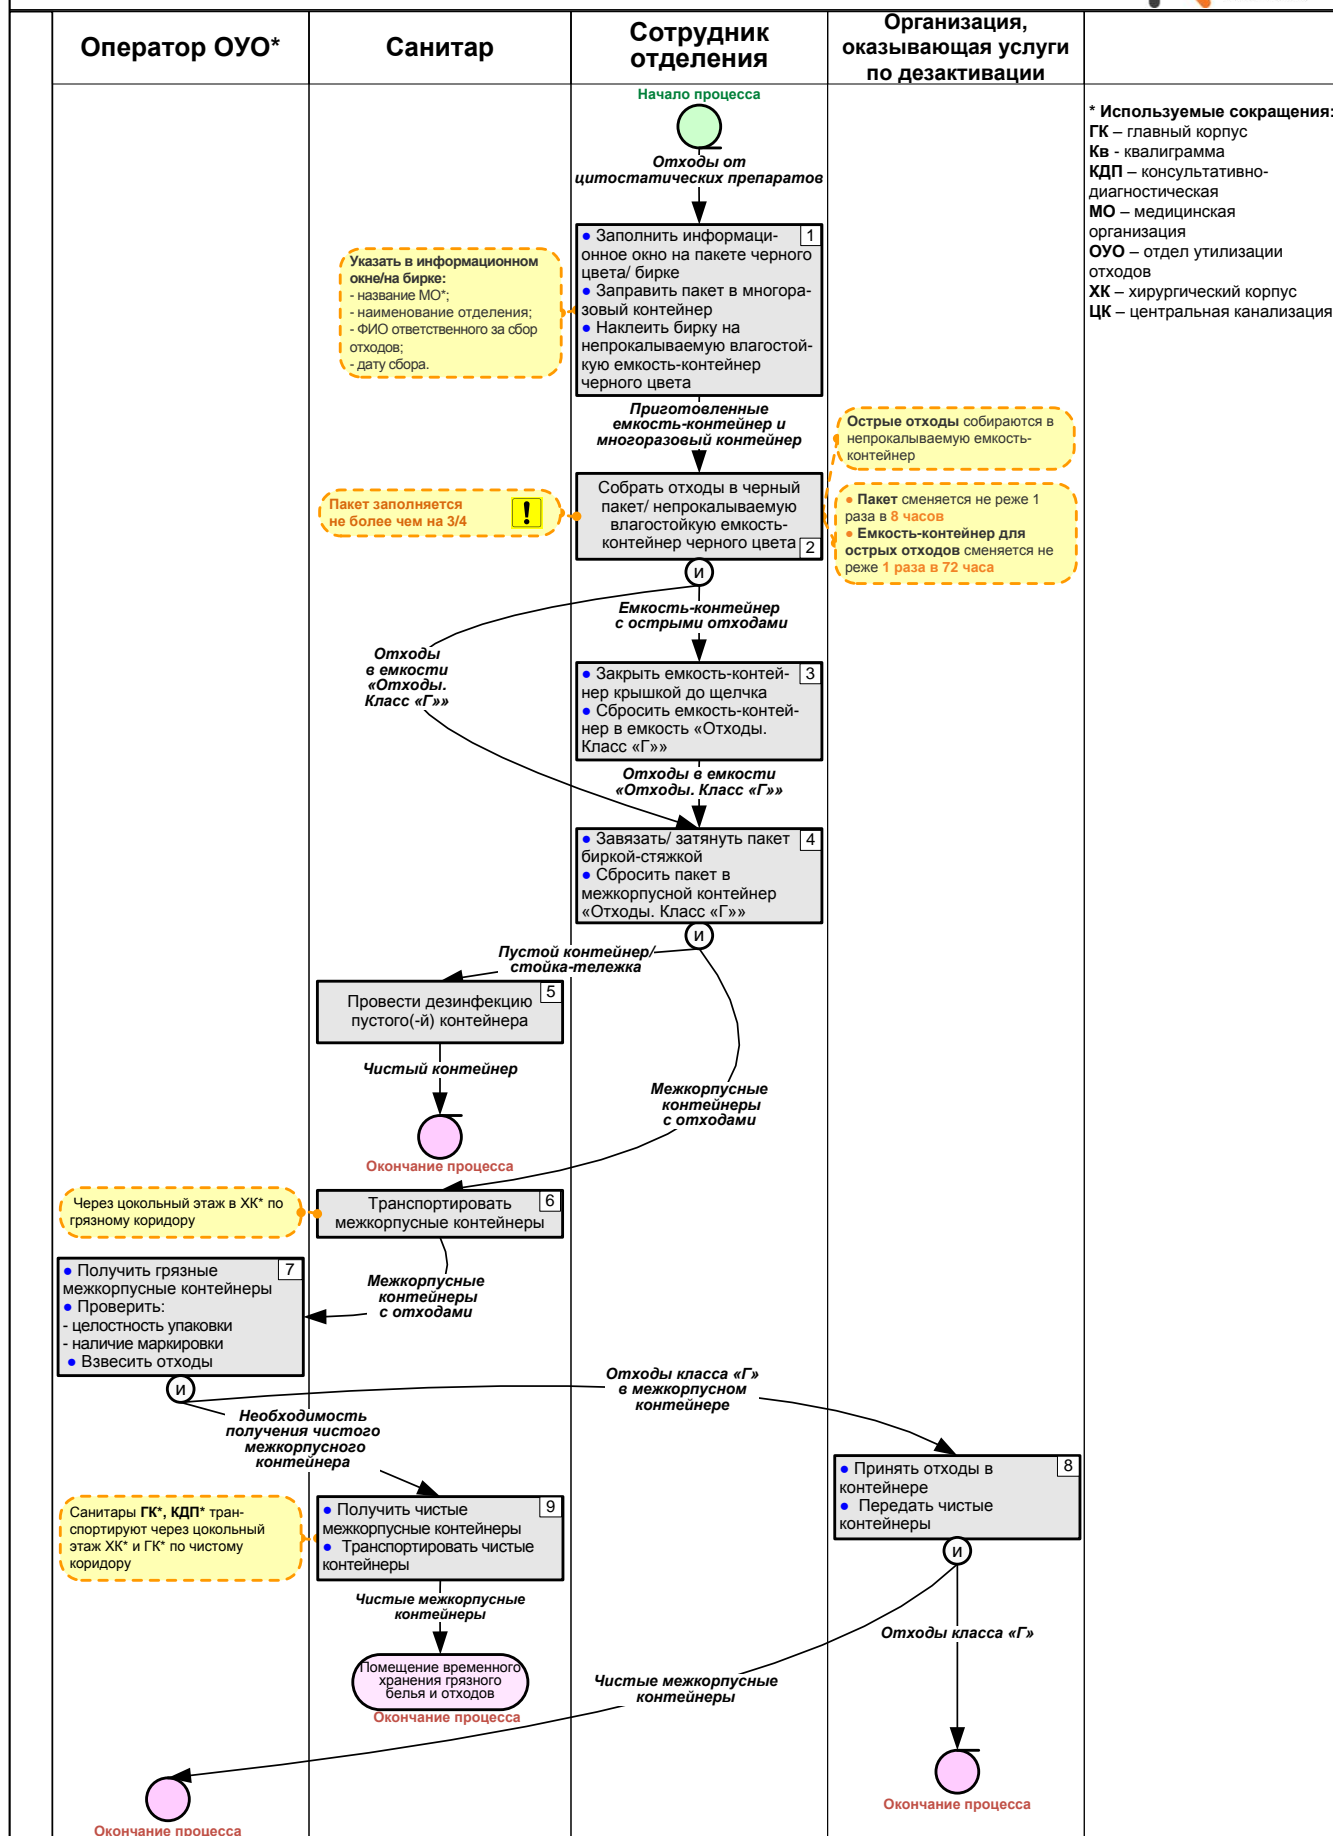 Оператор ОУО*
Санитар
Сотрудник
отделения
Организация,
оказывающая услуги
по дезактивации
Начало процесса
* Используемые сокращения:
ГК – главный корпус
Кв - квалиграмма
КДП – консультативно-
диагностическая
МО – медицинская
организация
ОУО – отдел утилизации
отходов
ХК – хирургический корпус
ЦК – центральная канализация
Отходы от
цитостатических препаратов
1
● Заполнить информаци-
онное окно на пакете черного
цвета/ бирке
● Заправить пакет в многора-
зовый контейнер
● Наклеить бирку на
непрокалываемую влагостой-
кую емкость-контейнер
черного цвета
Указать в информационном
окне/на бирке:
- название МО*;
- наименование отделения;
- ФИО ответственного за сбор
отходов;
- дату сбора.
Приготовленные
емкость-контейнер и
многоразовый контейнер
Острые отходы собираются в
непрокалываемую емкость-
контейнер
Собрать отходы в черный
пакет/ непрокалываемую
влагостойкую емкость-
контейнер черного цвета
2
Пакет заполняется
не более чем на 3/4
!
● Пакет сменяется не реже 1
раза в 8 часов
● Емкость-контейнер для
острых отходов сменяется не
реже 1 раза в 72 часа
и
Емкость-контейнер
с острыми отходами
Отходы
в емкости
«Отходы.
Класс «Г»»
3
● Закрыть емкость-контей-
нер крышкой до щелчка
● Сбросить емкость-контей-
нер в емкость «Отходы.
Класс «Г»»
Отходы в емкости
«Отходы. Класс «Г»»
4
● Завязать/ затянуть пакет
биркой-стяжкой
● Сбросить пакет в
межкорпусной контейнер
«Отходы. Класс «Г»»
и
Пустой контейнер/
стойка-тележка
5
Провести дезинфекцию
пустого(-й) контейнера
Чистый контейнер
Межкорпусные
контейнеры
с отходами
Окончание процесса
Через цокольный этаж в ХК* по
грязному коридору
6
Транспортировать
межкорпусные контейнеры
7
● Получить грязные
межкорпусные контейнеры
● Проверить:
- целостность упаковки
- наличие маркировки
● Взвесить отходы
Межкорпусные
контейнеры
с отходами
и
Отходы класса «Г»
в межкорпусном
контейнере
Необходимость
получения чистого
межкорпусного
контейнера
8
● Принять отходы в
контейнере
● Передать чистые
контейнеры
Санитары ГК*, КДП* тран-
спортируют через цокольный
этаж ХК* и ГК* по чистому
коридору
9
● Получить чистые
межкорпусные контейнеры
● Транспортировать чистые
контейнеры
и
Чистые межкорпусные
контейнеры
Отходы класса «Г»
Помещение временного
хранения грязного
белья и отходов
Окончание процесса
Чистые межкорпусные
контейнеры
Окончание процесса
Окончание процесса